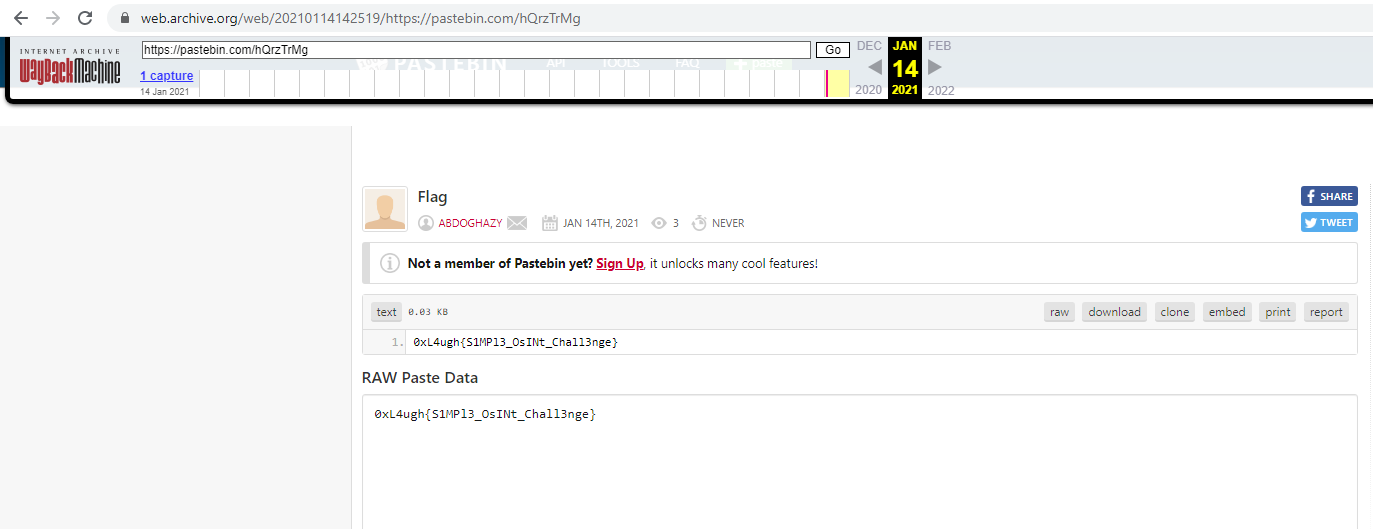 web.archive.org/web/20210114142519/https://pastebin.com/hQrzTrMg
INTERNET ARCHIVE
WayBackMachine
https://pastebin.com/hQrzTrMg
Go
DEC
JAN
FEB
1 capture
14 Jan 2021
14
2020
2021
2022
PASTEBIN
API
TOOLS
FAQ
+ paste
Flag
ABDOGHAZY
JAN 14TH, 2021
3
NEVER
SHARE
TWEET
Not a member of Pastebin yet? Sign Up, it unlocks many cool features!
text 0.03 KB
raw download clone embed print report
1. 0xL4ugh{S1MPl3_OsINt_Chall3nge}
RAW Paste Data
0xL4ugh{S1MPl3_OsINt_Chall3nge}